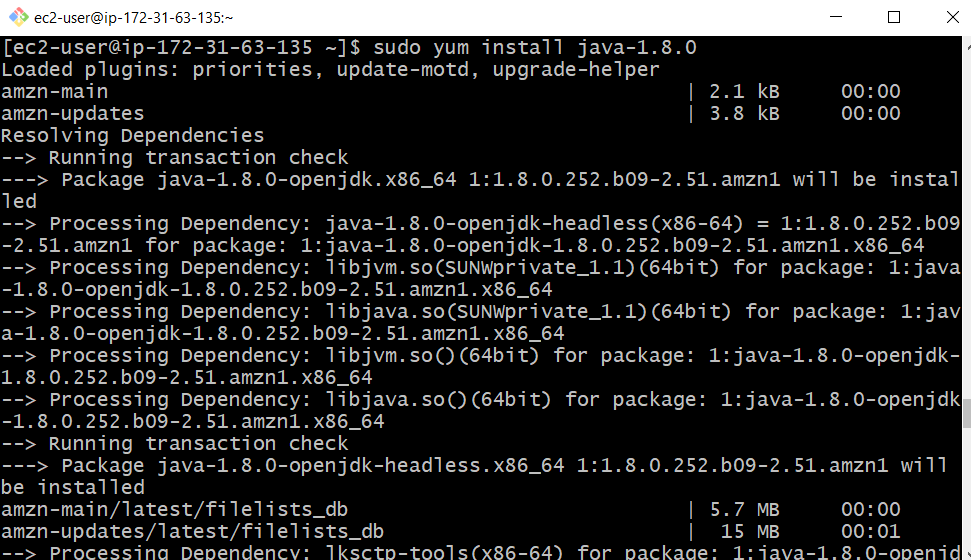 ec2-user@ip-172-31-63-135:~
[ec2-user@ip-172-31-63-135 ~]$ sudo yum install java-1.8.0
Loaded plugins: priorities, update-motd, upgrade-helper
amzn-main | 2.1 kB 00:00
amzn-updates | 3.8 kB 00:00
Resolving Dependencies
--> Running transaction check
---> Package java-1.8.0-openjdk.x86_64 1:1.8.0.252.b09-2.51.amzn1 will be instal
led
--> Processing Dependency: java-1.8.0-openjdk-headless(x86-64) = 1:1.8.0.252.b09
-2.51.amzn1 for package: 1:java-1.8.0-openjdk-1.8.0.252.b09-2.51.amzn1.x86_64
--> Processing Dependency: libjvm.so(SUNWprivate_1.1)(64bit) for package: 1:java
-1.8.0-openjdk-1.8.0.252.b09-2.51.amzn1.x86_64
--> Processing Dependency: libjava.so(SUNWprivate_1.1)(64bit) for package: 1:jav
a-1.8.0-openjdk-1.8.0.252.b09-2.51.amzn1.x86_64
--> Processing Dependency: libjvm.so()(64bit) for package: 1:java-1.8.0-openjdk-
1.8.0.252.b09-2.51.amzn1.x86_64
--> Processing Dependency: libjava.so()(64bit) for package: 1:java-1.8.0-openjdk
-1.8.0.252.b09-2.51.amzn1.x86_64
--> Running transaction check
---> Package java-1.8.0-openjdk-headless.x86_64 1:1.8.0.252.b09-2.51.amzn1 will
be installed
amzn-main/latest/filelists_db | 5.7 MB 00:00
amzn-updates/latest/filelists_db | 15 MB 00:01
--> Processing Dependency: lksctp-tools(x86-64) for package: 1:java-1.8.0-openjd